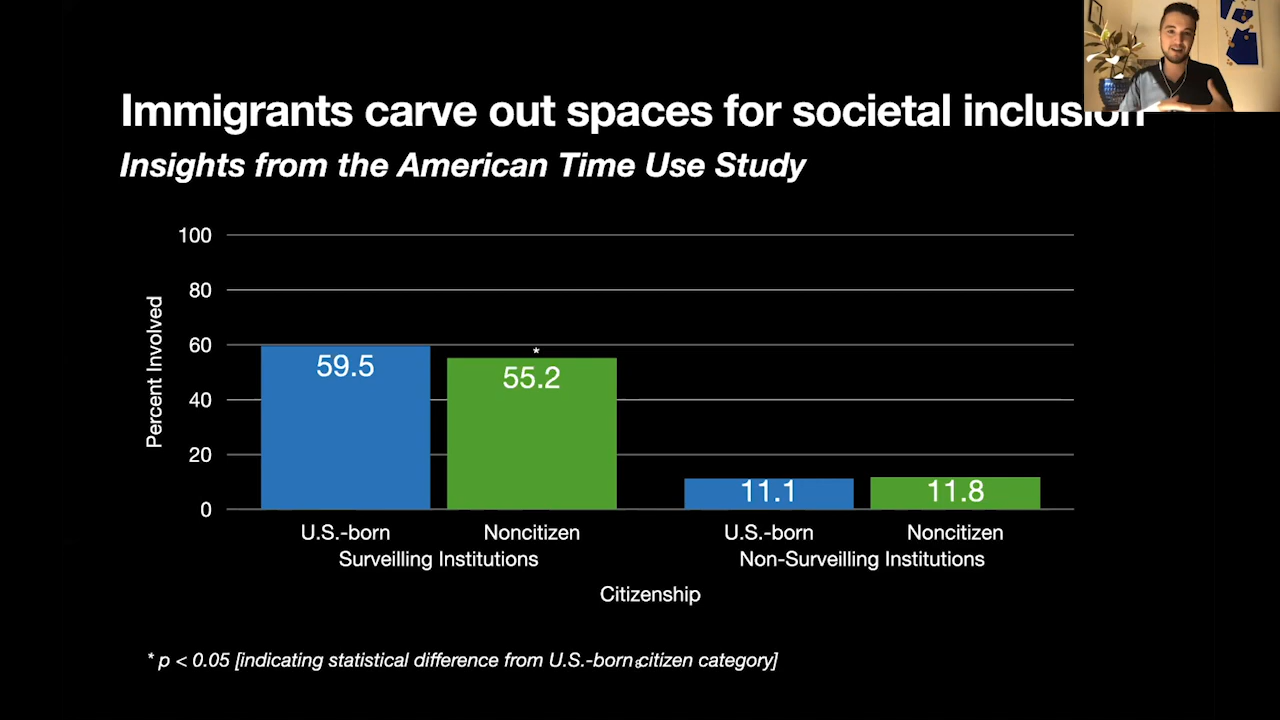 Immigrants carve out spaces for societal inclusion
Insights from the American Time Use Study
100
80
60
40
20
0
Percent Involved
59.5
*
55.2
11.1
11.8
U.S.-born
Noncitizen
U.S.-born
Noncitizen
Surveilling Institutions
Non-Surveilling Institutions
Citizenship
* p < 0.05 [indicating statistical difference from U.S.-born citizen category]